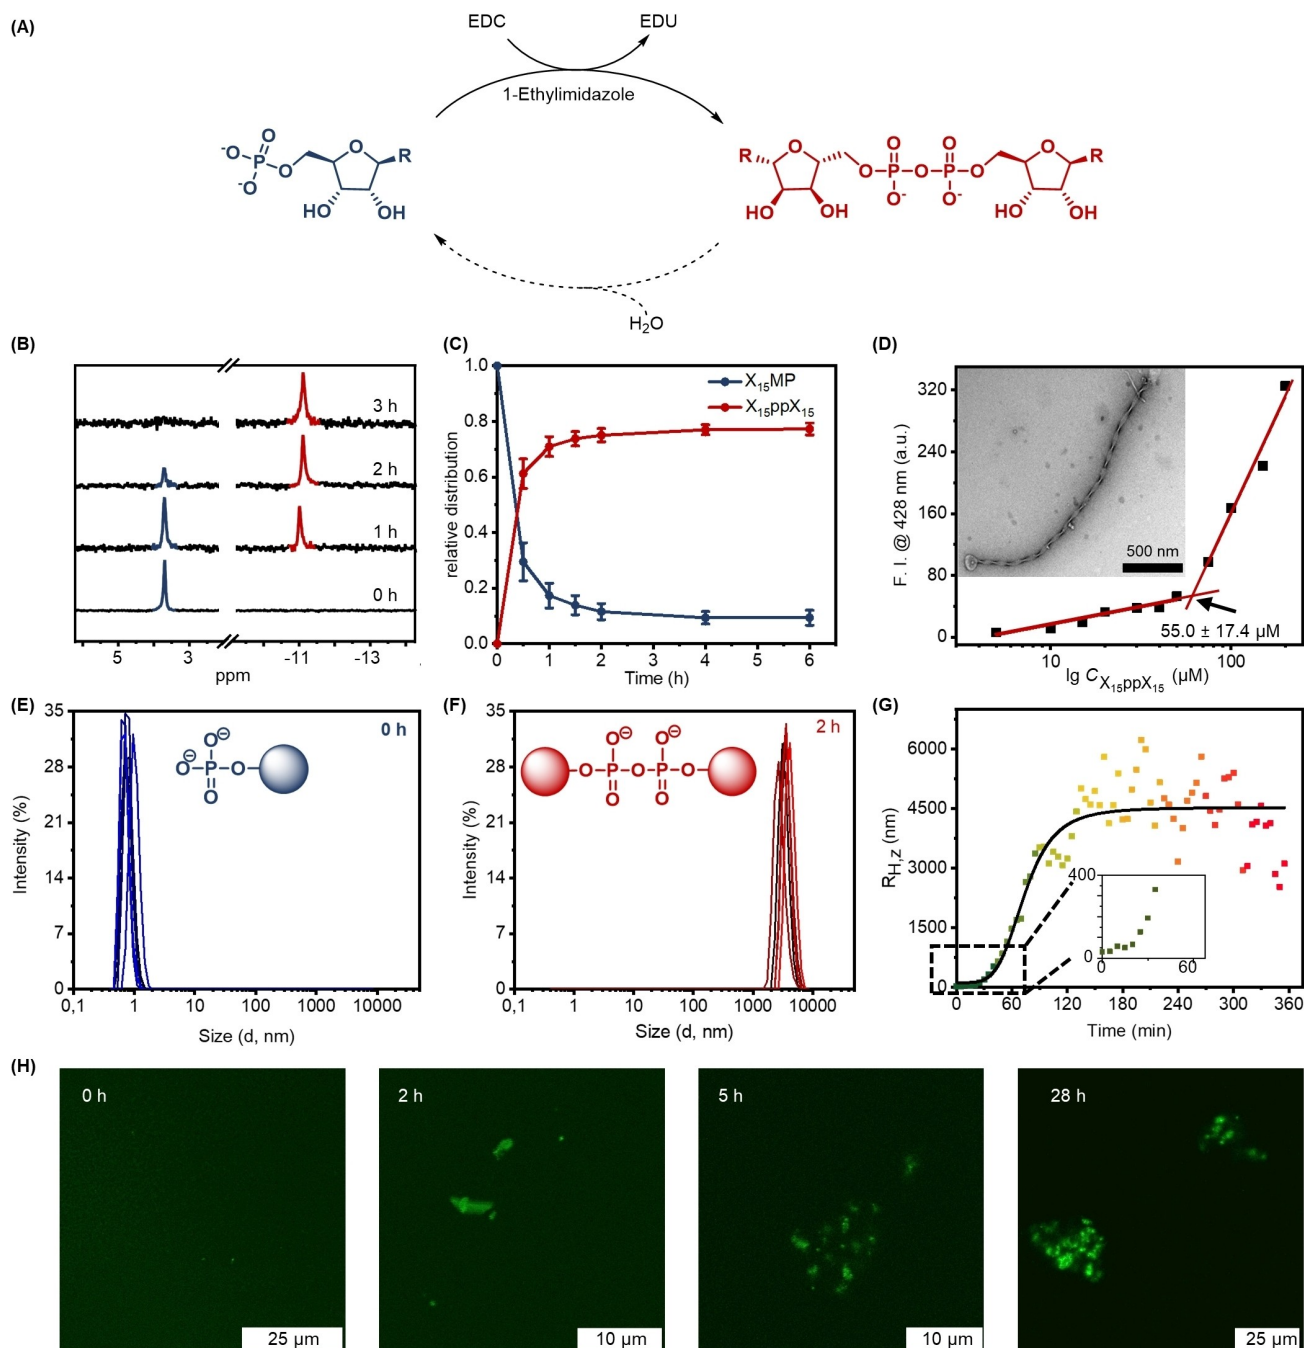 (A)
EDC EDU
1-Ethylimidazole
⁻O O P O ⁻O O R HO OH
R O O O O P O P O O⁻ O⁻ O R HO OH HO OH
H₂O
(B)
3 h
2 h
1 h
0 h
5 3 -11 -13
ppm
(C)
relative distribution
1.0
0.8
0.6
0.4
0.2
0.0
X₁₅MP
X₁₅ppX₁₅
0 1 2 3 4 5 6
Time (h)
(D)
F. I. @ 428 nm (a.u.)
320
240
160
80
0
500 nm
55.0 ± 17.4 µM
10 100
lg C X₁₅ppX₁₅ (µM)
(E)
Intensity (%)
35
28
21
14
7
0
0 h
O⊖
O⊖ P O
O
0,1 1 10 100 1000 10000
Size (d, nm)
(F)
Intensity (%)
35
28
21
14
7
0
2 h
O⊖ O⊖
O P O P O
O O
0,1 1 10 100 1000 10000
Size (d, nm)
(G)
R H,z (nm)
6000
4500
3000
1500
0
400
0
0 60
0 60 120 180 240 300 360
Time (min)
(H)
0 h
25 µm
2 h
10 µm
5 h
10 µm
28 h
25 µm